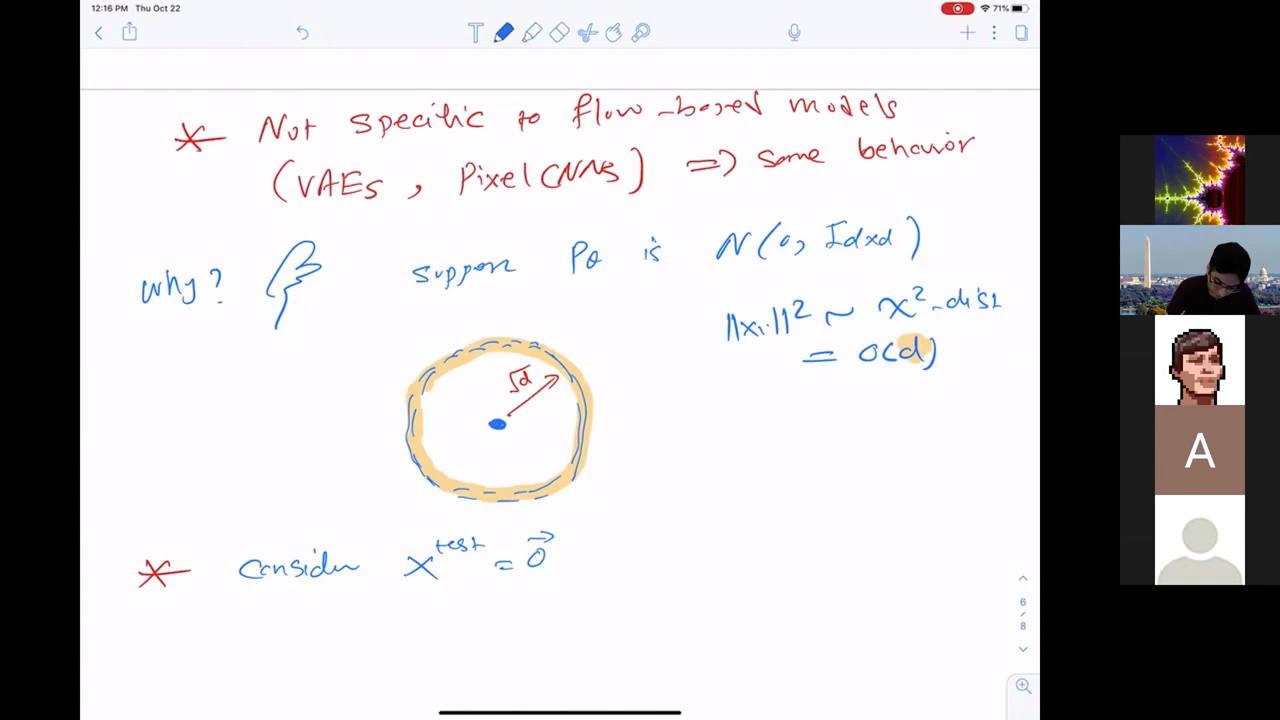 12:16 PM Thu Oct 22
71%
* Not specific to flow-based models
(VAEs, PixelCNNs) => same behavior
why?
suppose Pθ is N(0, Idxd)
||xi||² ~ χ²-dist
= O(d)
√d
* Consider x^test = 0⃗
6
/
8
A